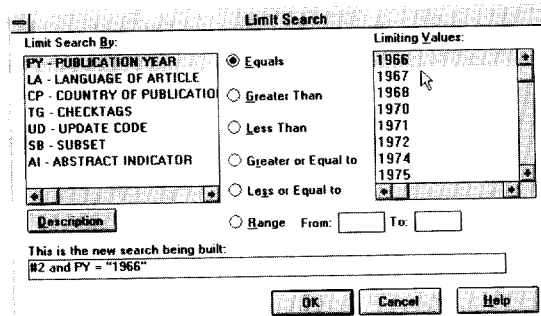 Limit Search
Limit Search By:
PY - PUBLICATION YEAR
LA - LANGUAGE OF ARTICLE
CP - COUNTRY OF PUBLICATIO
TG - CHECKTAGS
UD - UPDATE CODE
SB - SUBSET
AI - ABSTRACT INDICATOR
Description
Equals
Greater Than
Less Than
Greater or Equal to
Less or Equal to
Range From: To:
Limiting Values:
1966
1967
1968
1970
1971
1972
1974
1975
This is the new search being built:
#2 and PY = "1966"
OK Cancel Help